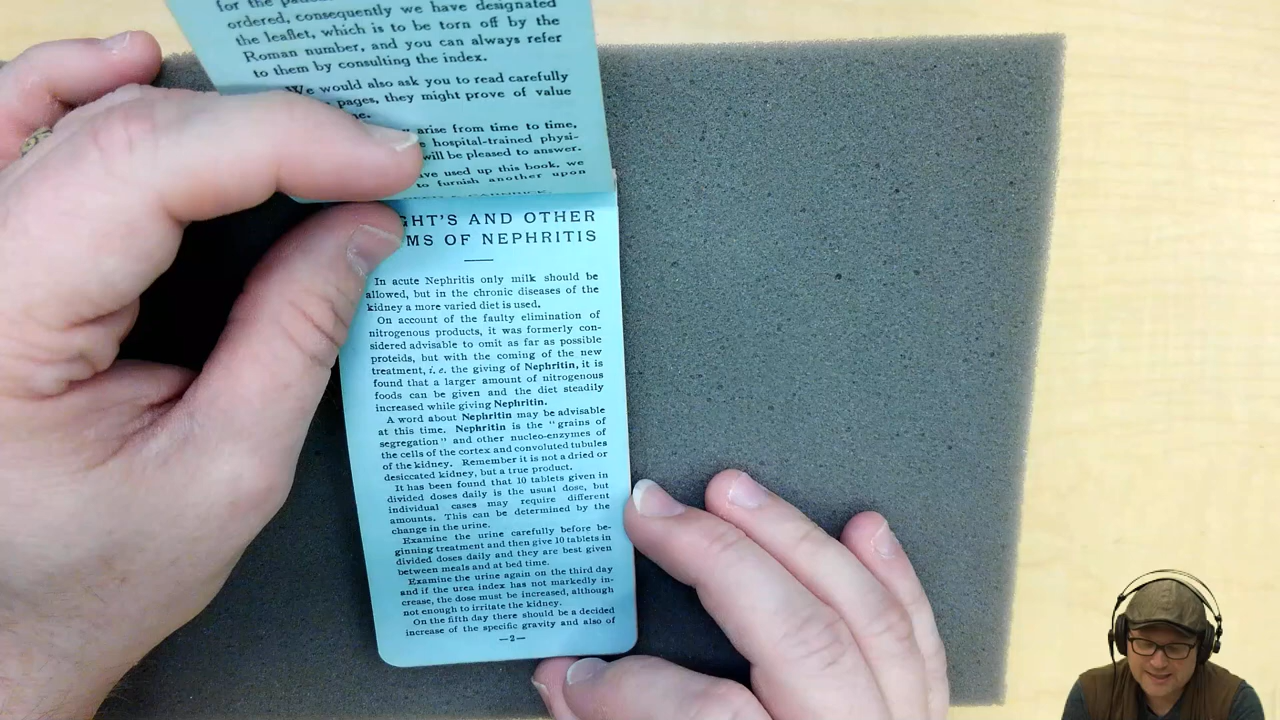 for the
ordered, consequently we have designated
the leaflet, which is to be torn off by the
Roman number, and you can always refer
to them by consulting the index.
We would also ask you to read carefully
pages, they might prove of value
arise from time to time,
hospital-trained physi-
will be pleased to answer.
used up this book, we
to furnish another upon
GHT'S AND OTHER
MS OF NEPHRITIS
In acute Nephritis only milk should be
allowed, but in the chronic diseases of the
kidney a more varied diet is used.
On account of the faulty elimination of
nitrogenous products, it was formerly con-
sidered advisable to omit as far as possible
proteids, but with the coming of the new
treatment, i. e. the giving of Nephritin, it is
found that a larger amount of nitrogenous
foods can be given and the diet steadily
increased while giving Nephritin.
A word about Nephritin may be advisable
at this time. Nephritin is the "grains of
segregation" and other nucleo-enzymes of
the cells of the cortex and convoluted tubules
of the kidney. Remember it is not a dried or
desiccated kidney, but a true product.
It has been found that 10 tablets given in
divided doses daily is the usual dose, but
individual cases may require different
amounts. This can be determined by the
change in the urine.
Examine the urine carefully before be-
ginning treatment and then give 10 tablets in
divided doses daily and they are best given
between meals and at bed time.
Examine the urine again on the third day
and if the urea index has not markedly in-
crease, the dose must be increased, although
not enough to irritate the kidney.
On the fifth day there should be a decided
increase of the specific gravity and also of
—2—